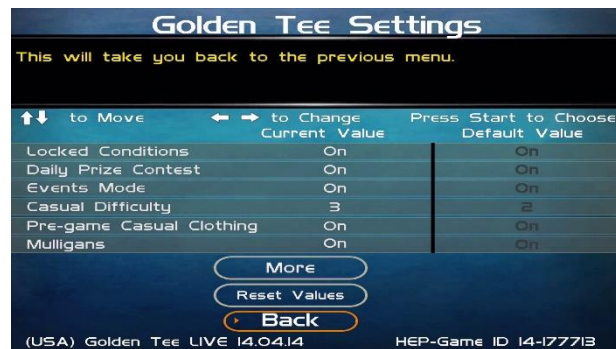 Golden Tee Settings
This will take you back to the previous menu.
to Move to Change Press Start to Choose
Current Value Default Value
Locked Conditions On On
Daily Prize Contest On On
Events Mode On On
Casual Difficulty 3 2
Pre-game Casual Clothing On On
Mulligans On On
More
Reset Values
Back
(USA) Golden Tee LIVE 14.04.14 HEP-Game ID 14-177713